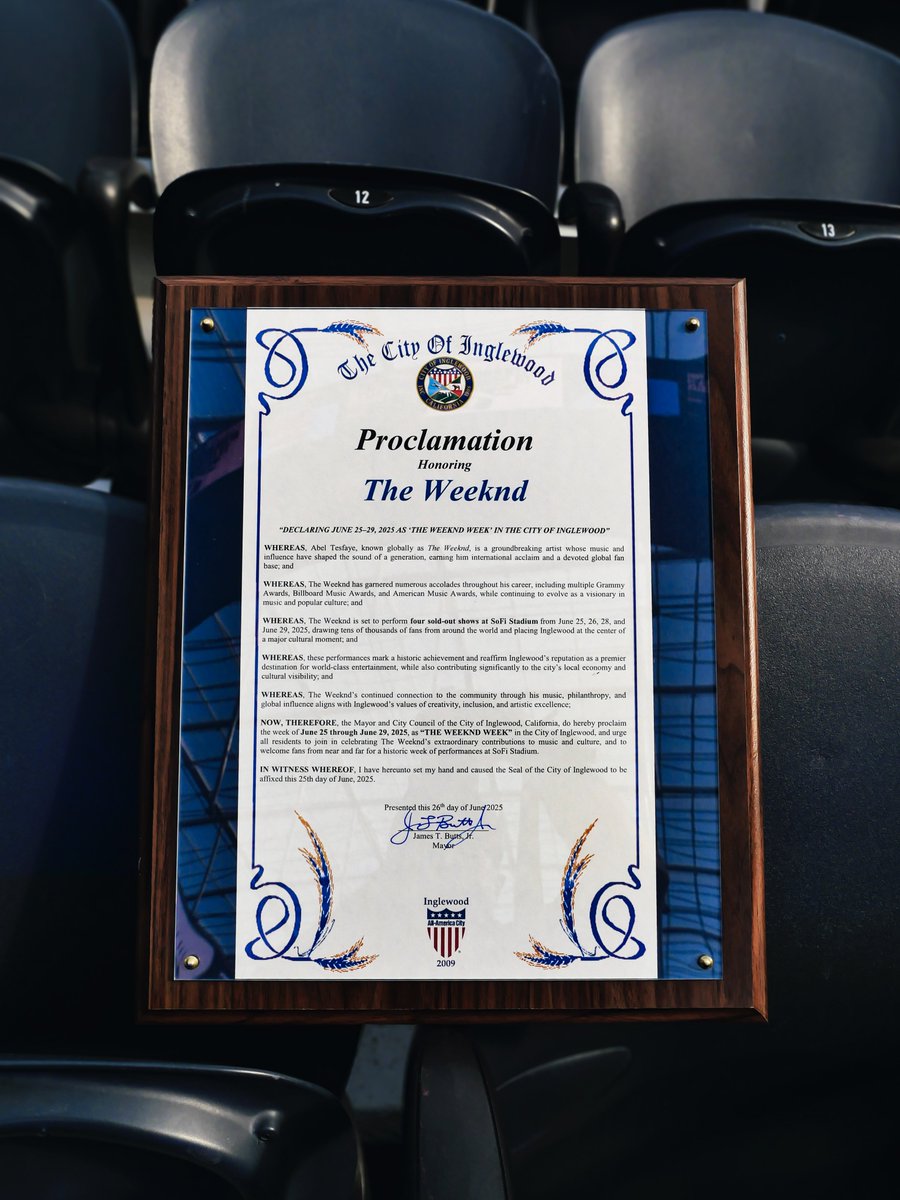 12
13
The City Of Inglewood
CITY OF INGLEWOOD
CALIFORNIA
Proclamation
Honoring
The Weeknd
“DECLARING JUNE 25–29, 2025 AS ‘THE WEEKND WEEK’ IN THE CITY OF INGLEWOOD”
WHEREAS, Abel Tesfaye, known globally as The Weeknd, is a groundbreaking artist whose music and
influence have shaped the sound of a generation, earning him international acclaim and a devoted global fan
base; and
WHEREAS, The Weeknd has garnered numerous accolades throughout his career, including multiple Grammy
Awards, Billboard Music Awards, and American Music Awards, while continuing to evolve as a visionary in
music and popular culture; and
WHEREAS, The Weeknd is set to perform four sold-out shows at SoFi Stadium from June 25, 26, 28, and
June 29, 2025, drawing tens of thousands of fans from around the world and placing Inglewood at the center of
a major cultural moment; and
WHEREAS, these performances mark a historic achievement and reaffirm Inglewood’s reputation as a premier
destination for world-class entertainment, while also contributing significantly to the city’s local economy and
cultural visibility; and
WHEREAS, The Weeknd’s continued connection to the community through his music, philanthropy, and
global influence aligns with Inglewood’s values of creativity, inclusion, and artistic excellence;
NOW, THEREFORE, the Mayor and City Council of the City of Inglewood, California, do hereby proclaim
the week of June 25 through June 29, 2025, as “THE WEEKND WEEK” in the City of Inglewood, and urge
all residents to join in celebrating The Weeknd’s extraordinary contributions to music and culture, and to
welcome fans from near and far for a historic week of performances at SoFi Stadium.
IN WITNESS WHEREOF, I have hereunto set my hand and caused the Seal of the City of Inglewood to be
affixed this 25th day of June, 2025.
Presented this 26th day of June 2025
James T. Butts, Jr.
Mayor
Inglewood
All-America City
2009